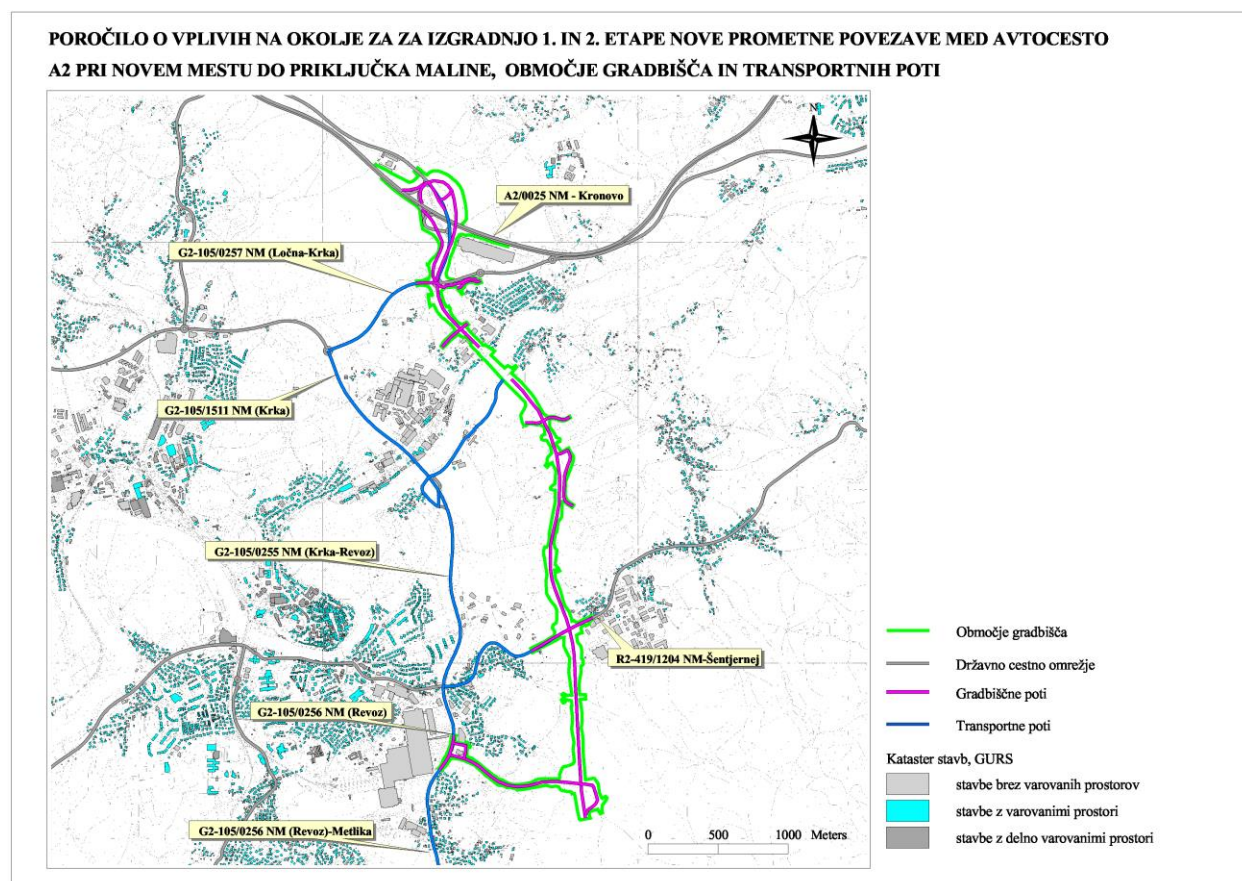 POROČILO O VPLIVIH NA OKOLJE ZA ZA IZGRADNJO 1. IN 2. ETAPE NOVE PROMETNE POVEZAVE MED AVTOCESTO
A2 PRI NOVEM MESTU DO PRIKLJUČKA MALINE, OBMOČJE GRADBIŠČA IN TRANSPORTNIH POTI
N
A2/0025 NM - Kronovo
G2-105/0257 NM (Ločna-Krka)
G2-105/1511 NM (Krka)
G2-105/0255 NM (Krka-Revoz)
R2-419/1204 NM-Šentjernej
G2-105/0256 NM (Revoz)
G2-105/0256 NM (Revoz)-Metlika
0 500 1000 Meters
Območje gradbišča
Državno cestno omrežje
Gradbiščne poti
Transportne poti
Kataster stavb, GURS
stavbe brez varovanih prostorov
stavbe z varovanimi prostori
stavbe z delno varovanimi prostori